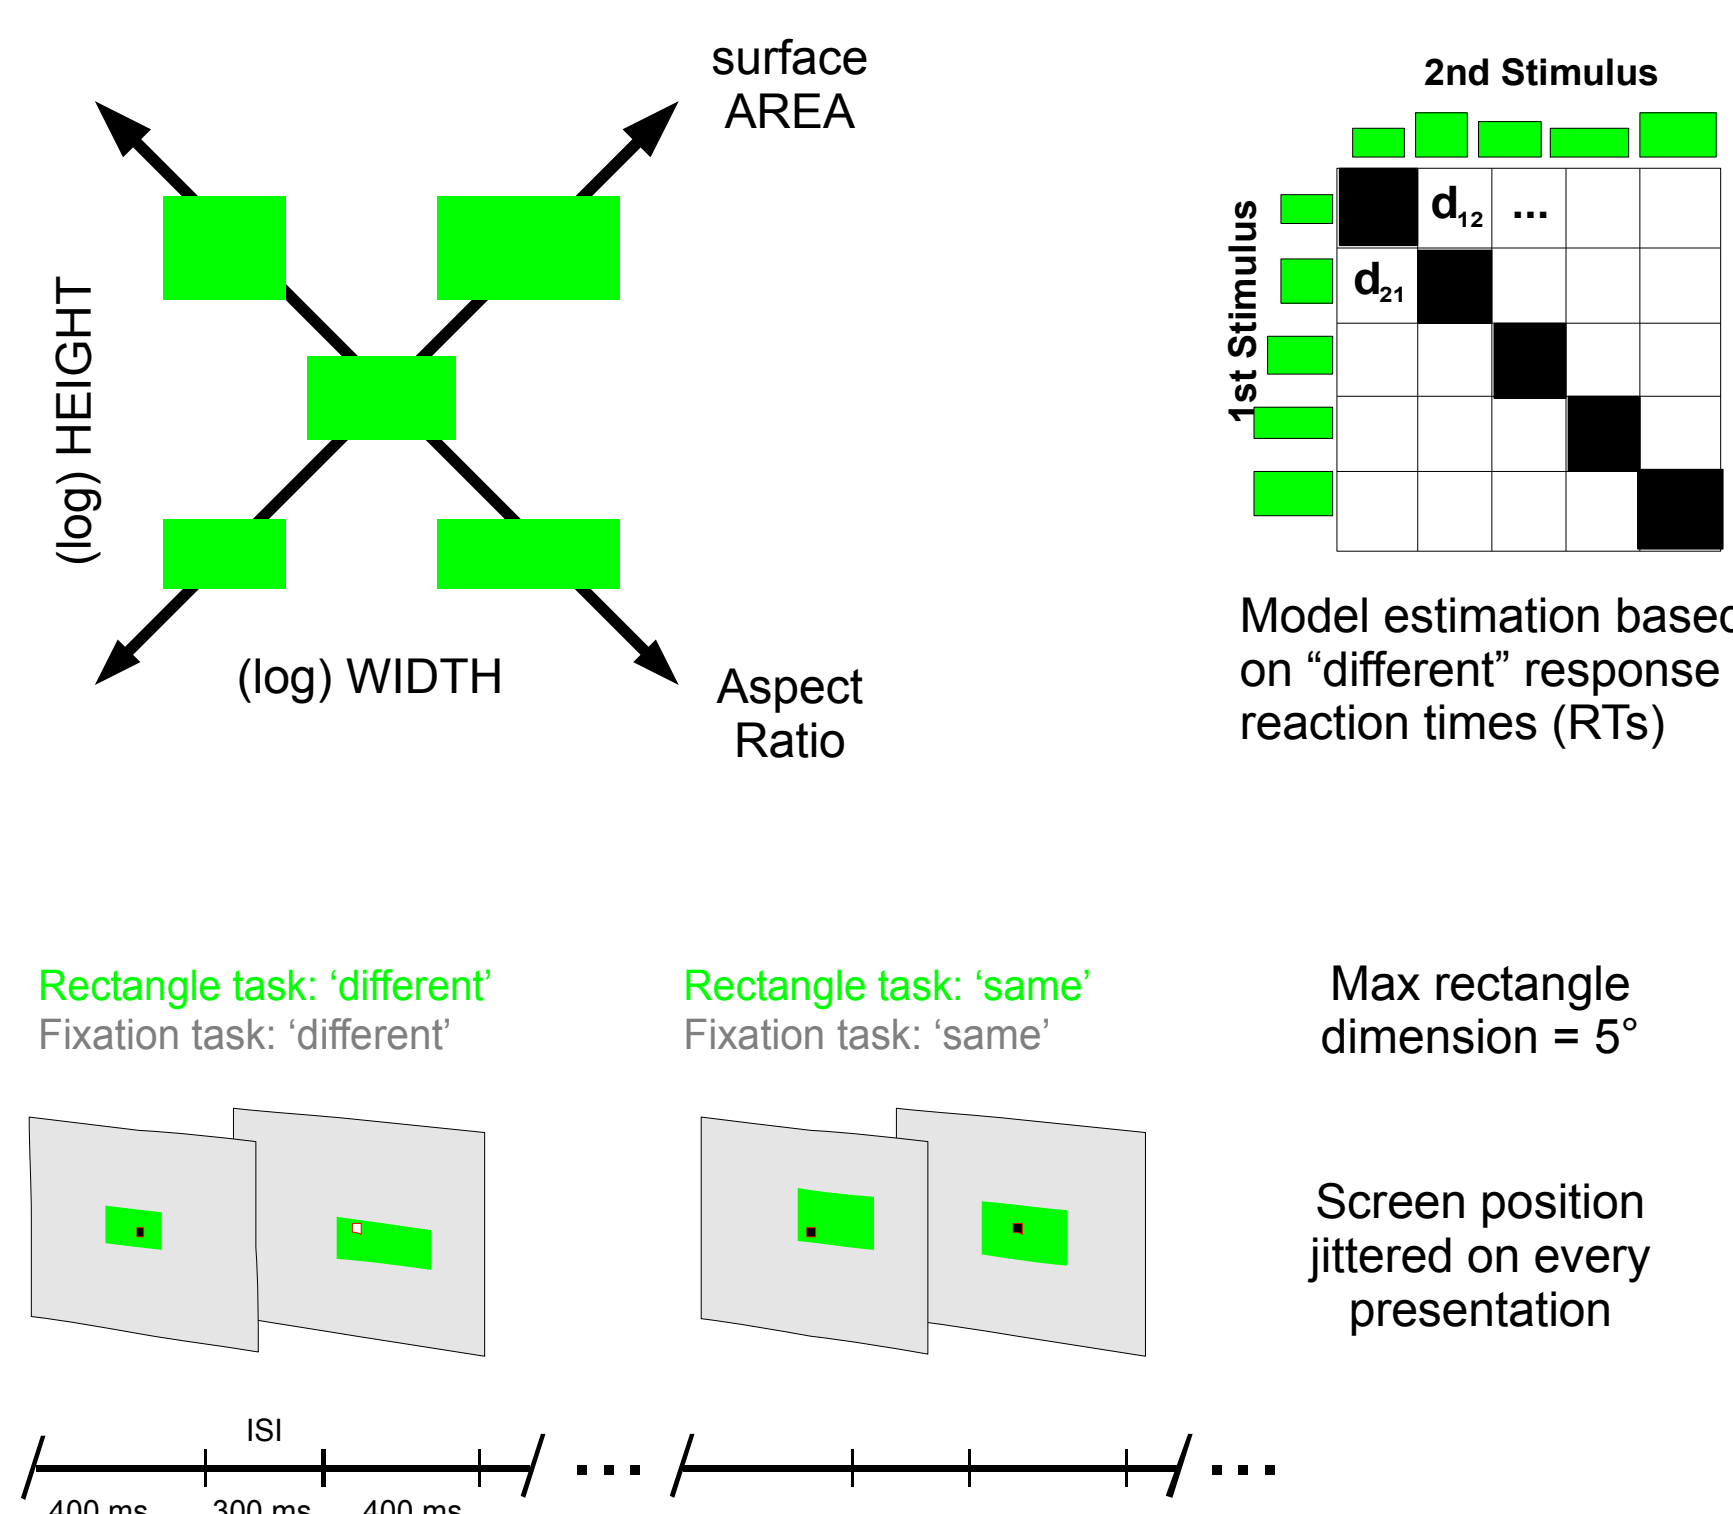 surface
AREA
(log) HEIGHT
(log) WIDTH
Aspect
Ratio
2nd Stimulus
1st Stimulus
d12 ...
d21
Model estimation based
on “different” response
reaction times (RTs)
Rectangle task: ‘different’
Fixation task: ‘different’
Rectangle task: ‘same’
Fixation task: ‘same’
Max rectangle
dimension = 5°
Screen position
jittered on every
presentation
ISI
... ...
400 ms 300 ms 400 ms